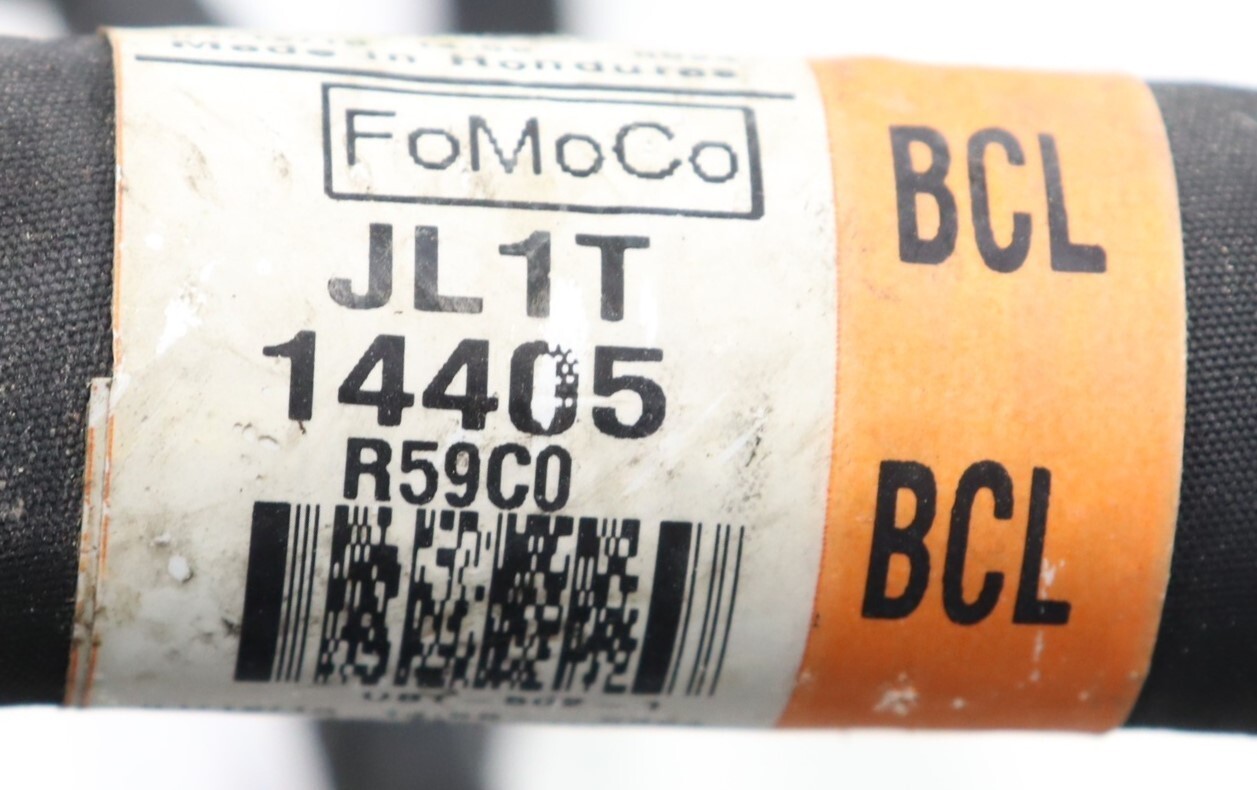 Made in Honduras
FoMoCo
JL1T
14405
R59C0
BCL
BCL